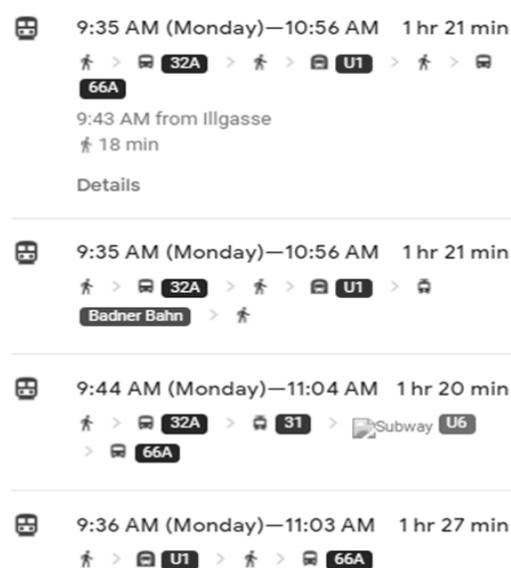 9:35 AM (Monday)—10:56 AM 1 hr 21 min
32A U1
66A
9:43 AM from Illgasse
18 min
Details
9:35 AM (Monday)—10:56 AM 1 hr 21 min
32A U1
Badner Bahn
9:44 AM (Monday)—11:04 AM 1 hr 20 min
32A 31 Subway U6
66A
9:36 AM (Monday)—11:03 AM 1 hr 27 min
U1 66A